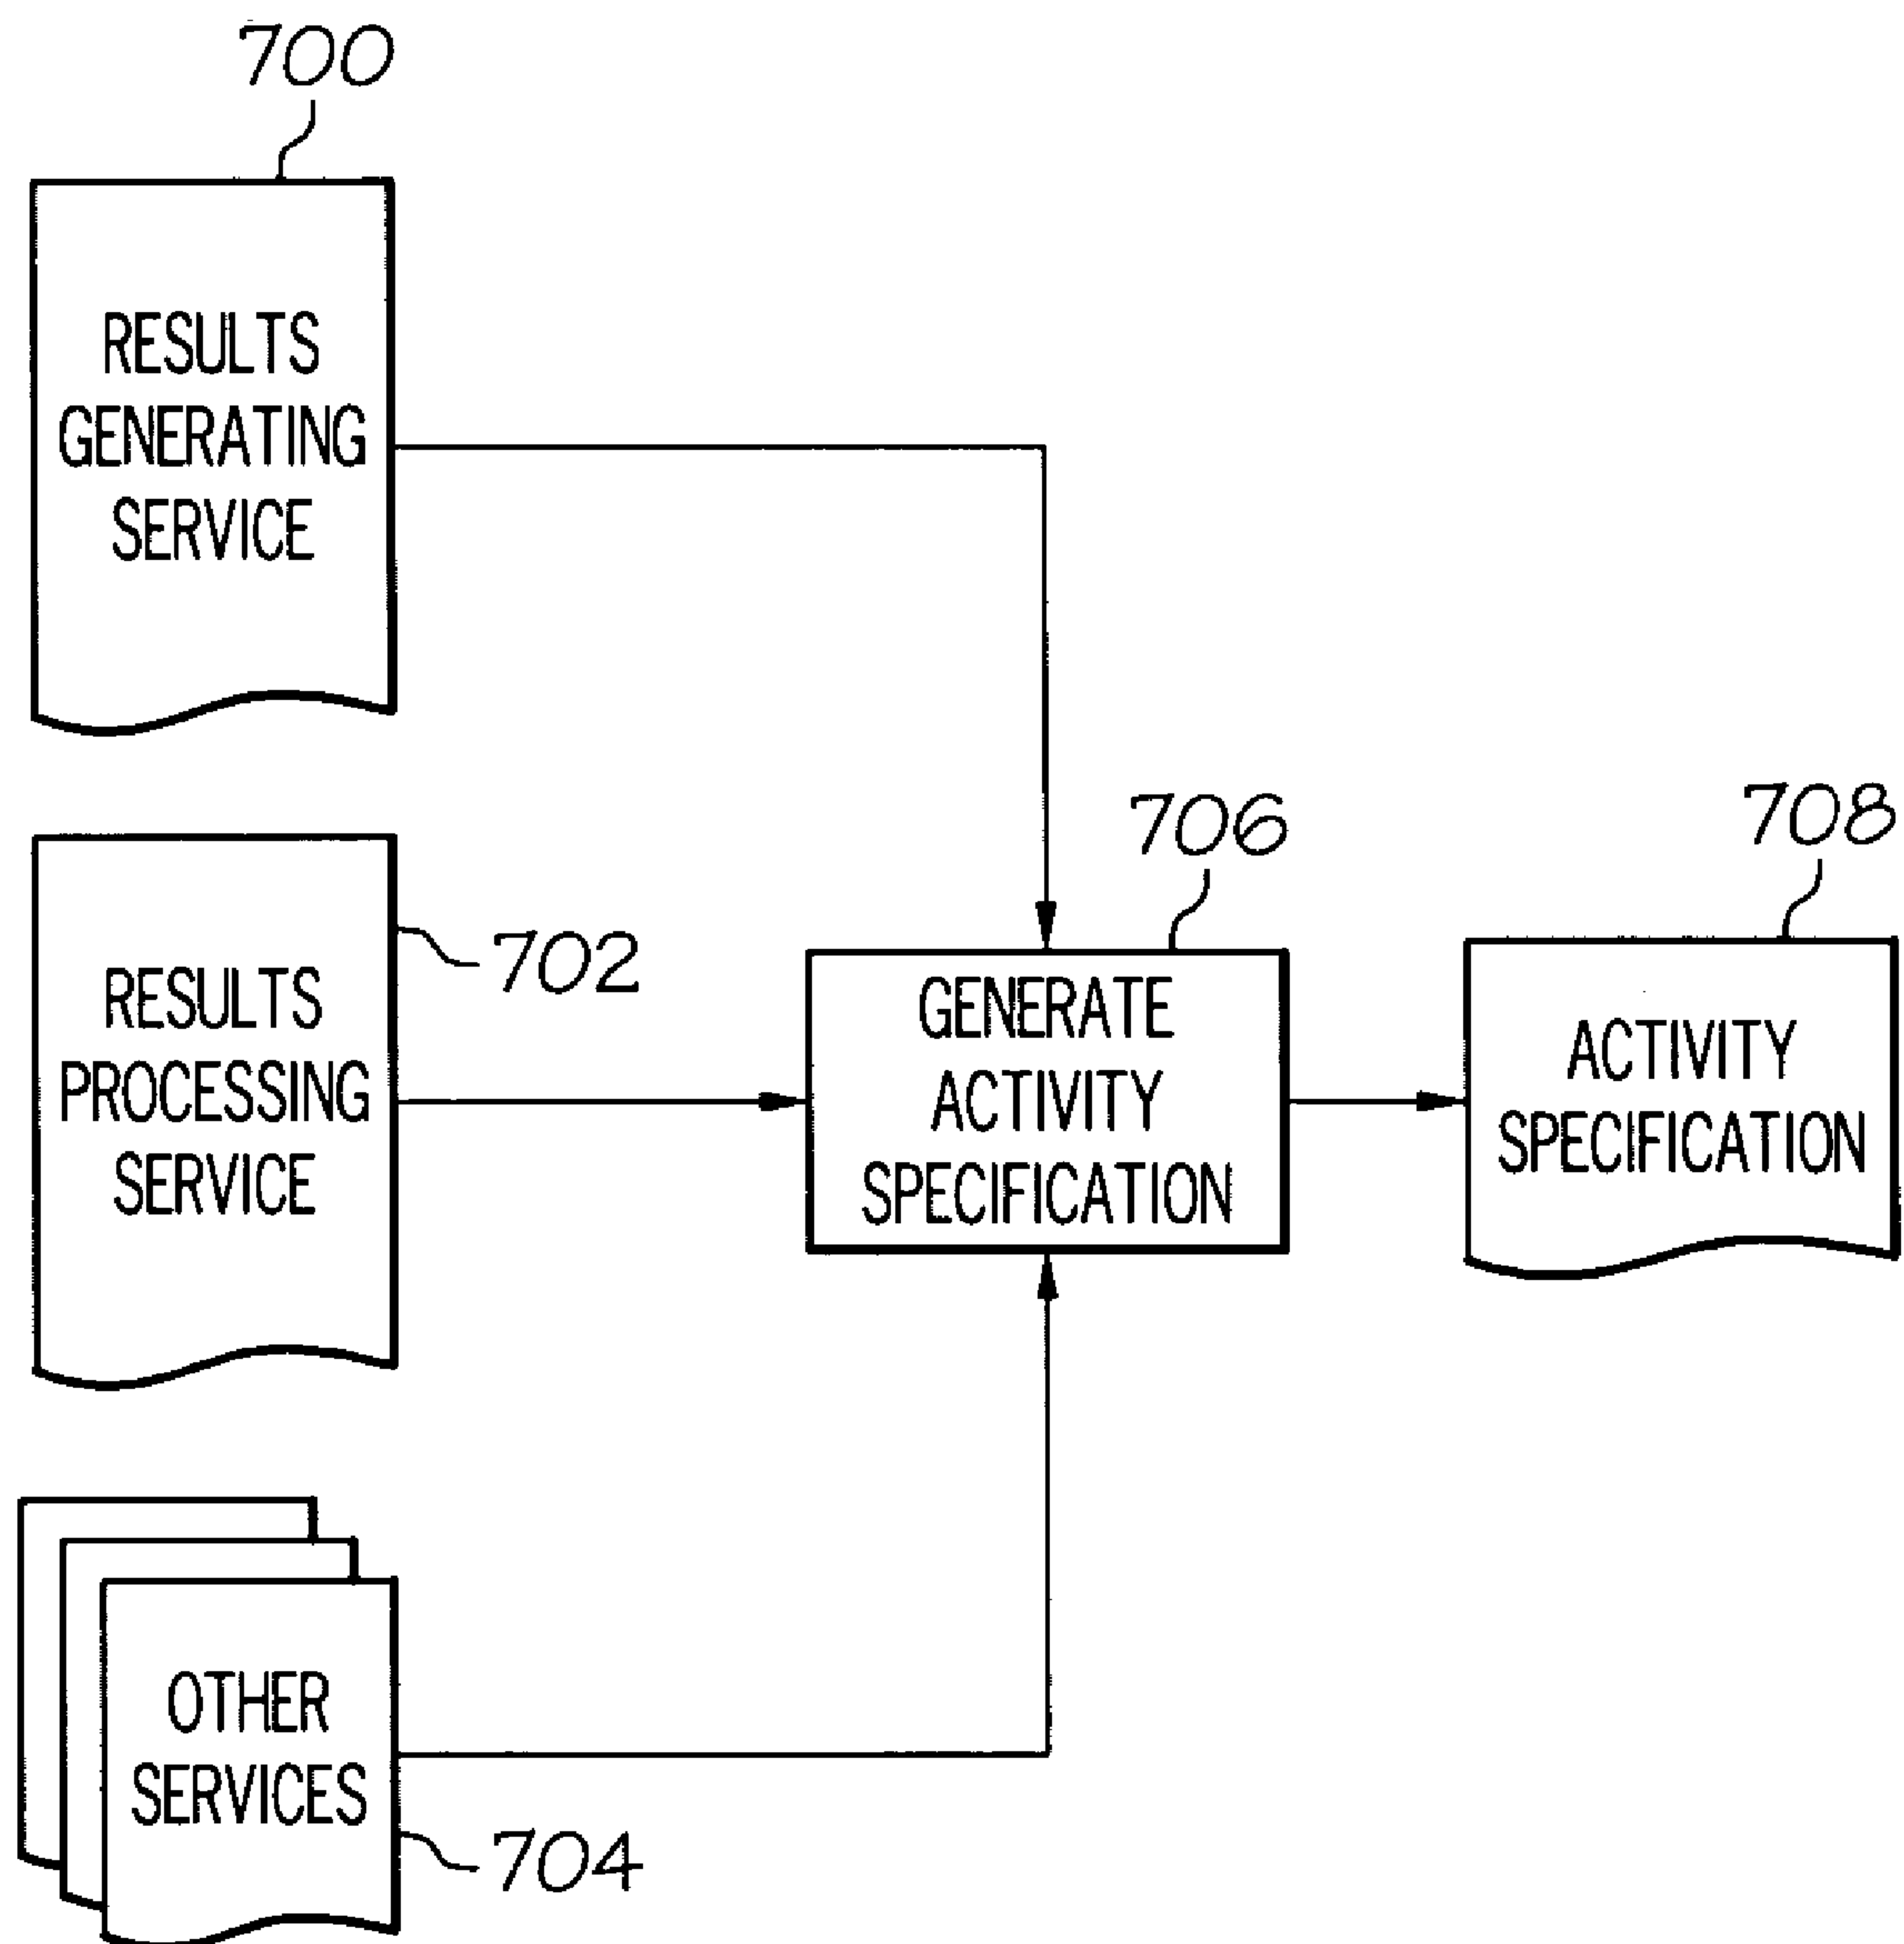 700
RESULTS
GENERATING
SERVICE
RESULTS
PROCESSING
SERVICE
702
706
GENERATE
ACTIVITY
SPECIFICATION
708
ACTIVITY
SPECIFICATION
OTHER
SERVICES
704